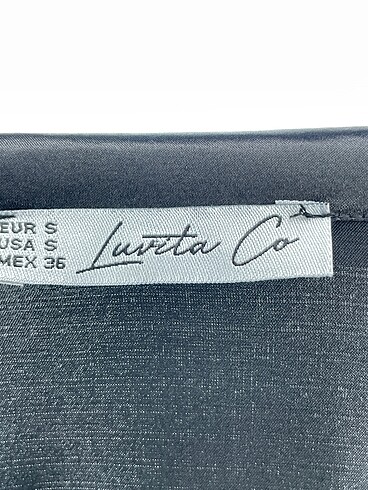 EUR S
USA S
MEX 36
Luvita Co